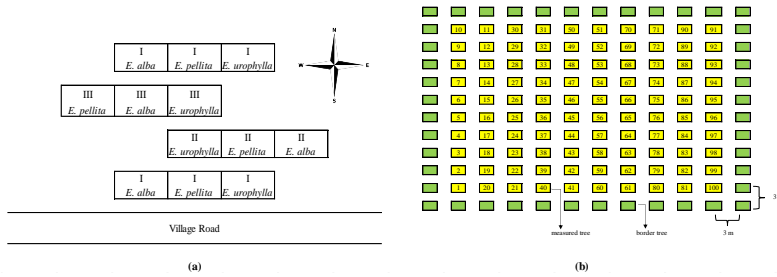 I I I
E. alba E. pellita E. urophylla
N
W E
S
III III III
E. pellita E. alba E. urophylla
II II II
E. urophylla E. pellita E. alba
I I I
E. alba E. pellita E. urophylla
Village Road
(a)
10 11 30 31 50 51 70 71 90 91
9 12 29 32 49 52 69 72 89 92
8 13 28 33 48 53 68 73 88 93
7 14 27 34 47 54 67 74 87 94
6 15 26 35 46 55 66 75 86 95
5 16 25 36 45 56 65 76 85 96
4 17 24 37 44 57 64 77 84 97
3 18 23 38 43 58 63 78 83 98
2 19 22 39 42 59 62 79 82 99
1 20 21 40 41 60 61 80 81 100
3
3 m
measured tree border tree
(b)